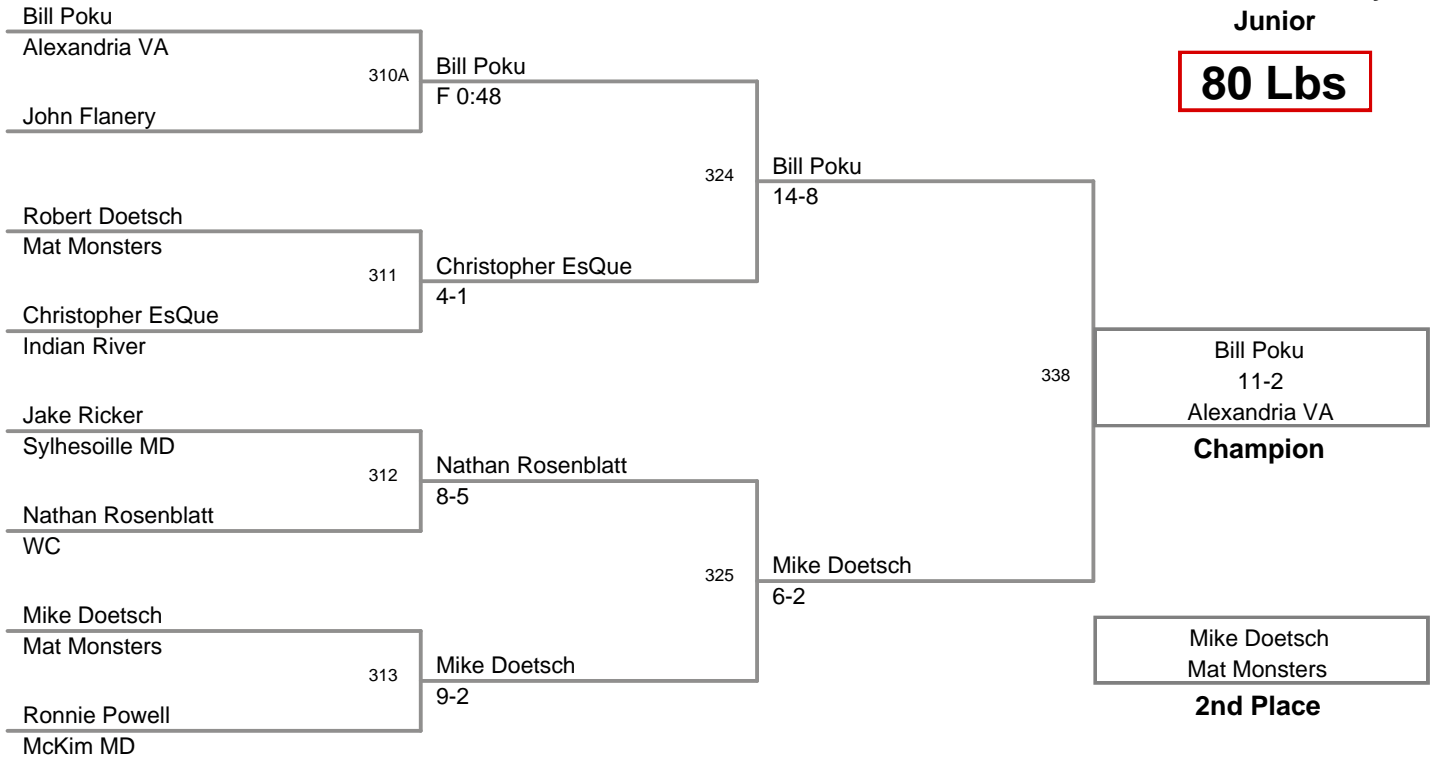 Junior
80 Lbs
Bill Poku
Alexandria VA
310A
John Flanery
Bill Poku
F 0:48
Robert Doetsch
Mat Monsters
311
Christopher EsQue
Indian River
Christopher EsQue
4-1
324
Bill Poku
14-8
Jake Ricker
Sylhesoille MD
312
Nathan Rosenblatt
WC
Nathan Rosenblatt
8-5
Mike Doetsch
Mat Monsters
313
Ronnie Powell
McKim MD
Mike Doetsch
9-2
325
Mike Doetsch
6-2
338
Bill Poku
11-2
Alexandria VA
Champion
Mike Doetsch
Mat Monsters
2nd Place